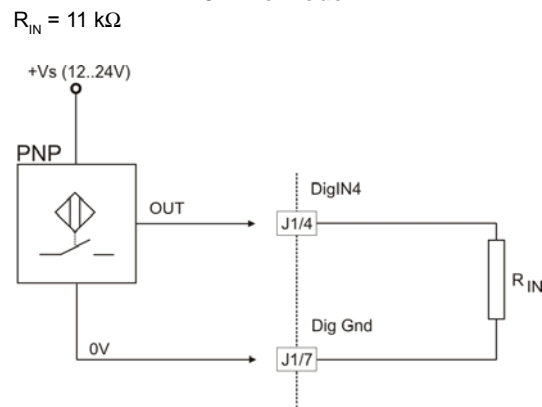 R_IN = 11 kΩ
+Vs (12..24V)
PNP
OUT
DigIN4
J1/4
R_IN
Dig Gnd
0V
J1/7